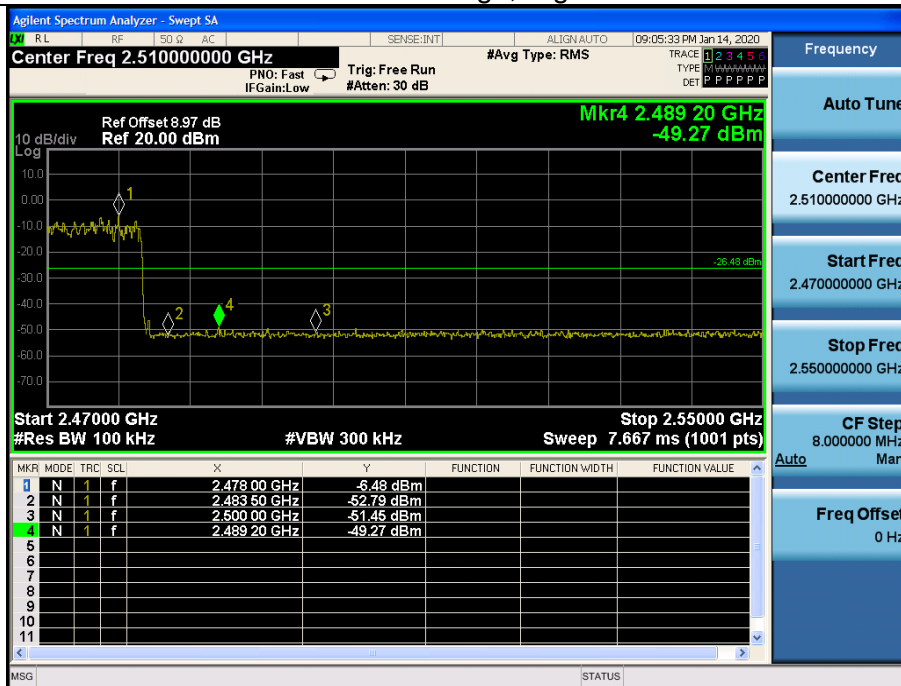 Agilent Spectrum Analyzer - Swept SA
LXI RL RF 50 Ω AC SENSE:INT ALIGNAUTO 09:05:33 PM Jan 14, 2020
Center Freq 2.510000000 GHz
PNO: Fast
IFGain:Low
Trig: Free Run
#Atten: 30 dB
#Avg Type: RMS
TRACE 1 2 3 4 5 6
TYPE MWWWWW
DET P P P P P P
Mkr4 2.489 20 GHz
-49.27 dBm
Ref Offset 8.97 dB
10 dB/div Ref 20.00 dBm
Log
10.0
0.00
-10.0
-20.0
-30.0
-40.0
-50.0
-60.0
-70.0
1
2
4
3
-26.48 dBm
Start 2.47000 GHz Stop 2.55000 GHz
#Res BW 100 kHz #VBW 300 kHz Sweep 7.667 ms (1001 pts)
MKR MODE TRC SCL X Y FUNCTION FUNCTION WIDTH FUNCTION VALUE
1 N 1 f 2.478 00 GHz -6.48 dBm
2 N 1 f 2.483 50 GHz -52.79 dBm
3 N 1 f 2.500 00 GHz -51.45 dBm
4 N 1 f 2.489 20 GHz -49.27 dBm
5
6
7
8
9
10
11
MSG STATUS
Frequency
Auto Tune
Center Freq
2.510000000 GHz
Start Freq
2.470000000 GHz
Stop Freq
2.550000000 GHz
CF Step
8.000000 MHz
Auto Man
Freq Offset
0 Hz